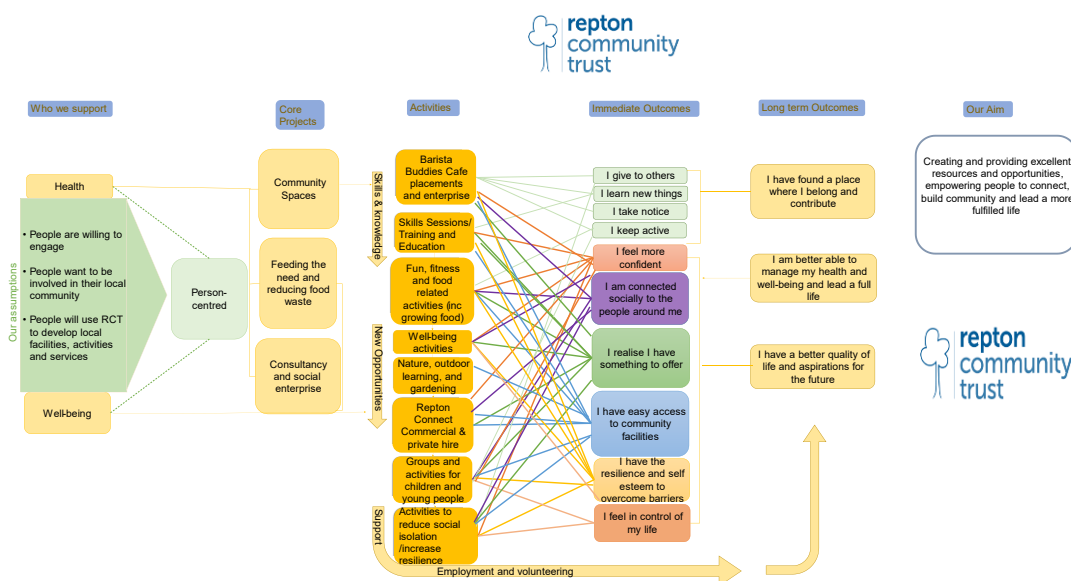 repton
community
trust
Who we support
Core
Projects
Activities
Immediate Outcomes
Long term Outcomes
Our Aim
Health
Our assumptions
• People are willing to
engage
• People want to be
involved in their local
community
• People will use RCT
to develop local
facilities, activities
and services
Well-being
Person-
centred
Community
Spaces
Feeding the
need and
reducing food
waste
Consultancy
and social
enterprise
Skills & knowledge
New Opportunities
Support
Barista
Buddies Cafe
placements
and enterprise
Skills Sessions/
Training and
Education
Fun, fitness
and food
related
activities (inc
growing food)
Well-being
activities
Nature, outdoor
learning, and
gardening
Repton
Connect
Commercial &
private hire
Groups and
activities for
children and
young people
Activities to
reduce social
isolation
/increase
resilience
Employment and volunteering
I give to others
I learn new things
I take notice
I keep active
I feel more
confident
I am connected
socially to the
people around me
I realise I have
something to offer
I have easy access
to community
facilities
I have the
resilience and self
esteem to
overcome barriers
I feel in control of
my life
I have found a place
where I belong and
contribute
I am better able to
manage my health and
well-being and lead a full
life
I have a better quality of
life and aspirations for
the future
Creating and providing excellent
resources and opportunities,
empowering people to connect,
build community and lead a more
fulfilled life
repton
community
trust